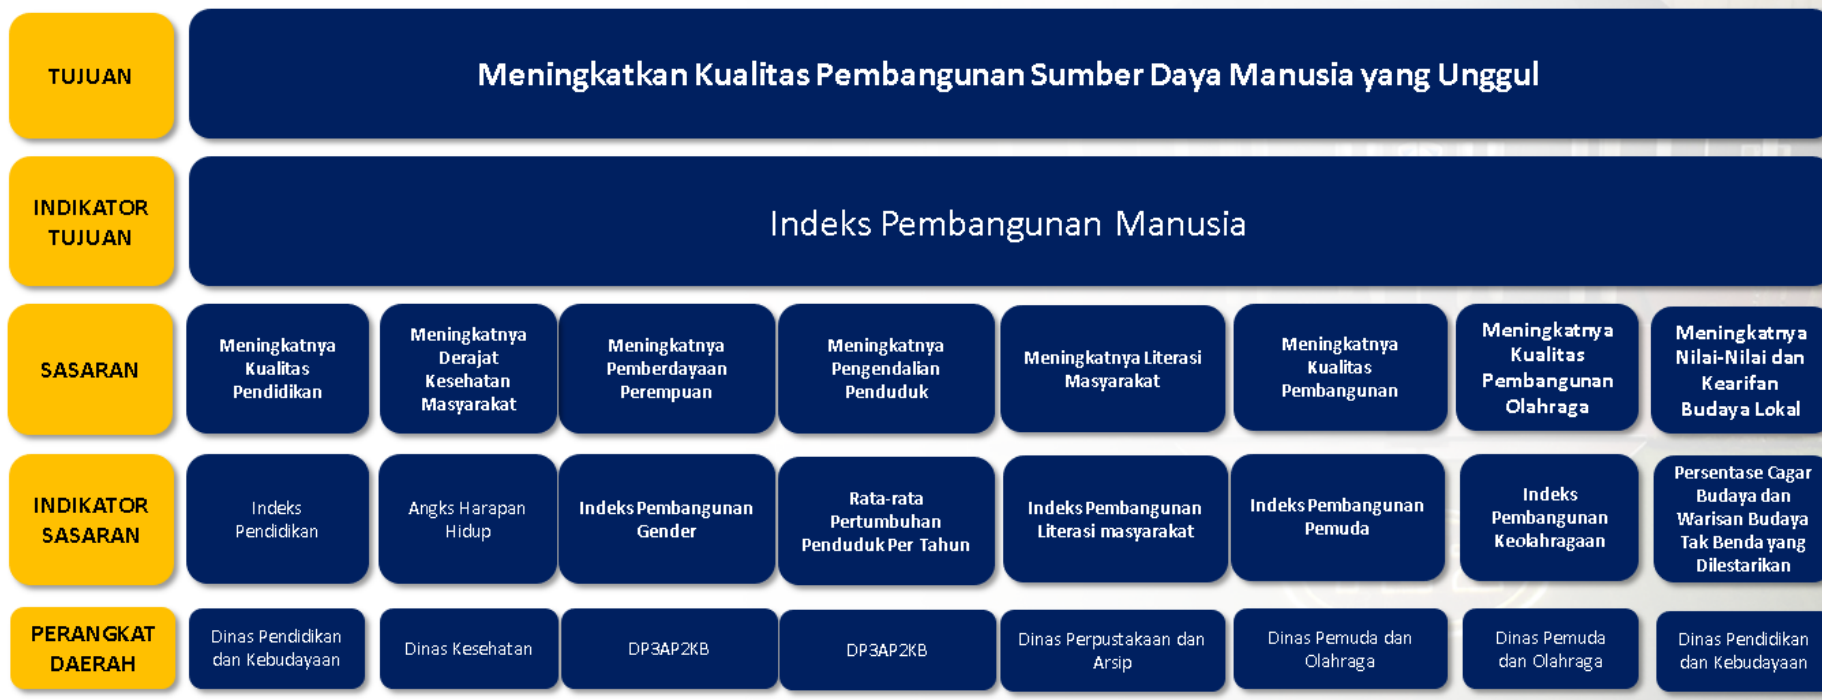 TUJUAN
Meningkatkan Kualitas Pembangunan Sumber Daya Manusia yang Unggul
INDIKATOR
TUJUAN
Indeks Pembangunan Manusia
SASARAN
Meningkatnya
Kualitas
Pendidikan
Meningkatnya
Derajat
Kesehatan
Masyarakat
Meningkatnya
Pemberdayaan
Perempuan
Meningkatnya
Pengendalian
Penduduk
Meningkatnya Literasi
Masyarakat
Meningkatnya
Kualitas
Pembangunan
Meningkatnya
Kualitas
Pembangunan
Olahraga
Meningkatnya
Nilai-Nilai dan
Kearifan
Budaya Lokal
INDIKATOR
SASARAN
Indeks
Pendidikan
Angks Harapan
Hidup
Indeks Pembangunan
Gender
Rata-rata
Pertumbuhan
Penduduk Per Tahun
Indeks Pembangunan
Literasi masyarakat
Indeks Pembangunan
Pemuda
Indeks
Pembangunan
Keolahragaan
Persentase Cagar
Budaya dan
Warisan Budaya
Tak Benda yang
Dilestarikan
PERANGKAT
DAERAH
Dinas Pendidikan
dan Kebudayaan
Dinas Kesehatan
DP3AP2KB
DP3AP2KB
Dinas Perpustakaan dan
Arsip
Dinas Pemuda dan
Olahraga
Dinas Pemuda
dan Olahraga
Dinas Pendidikan
dan Kebudayaan